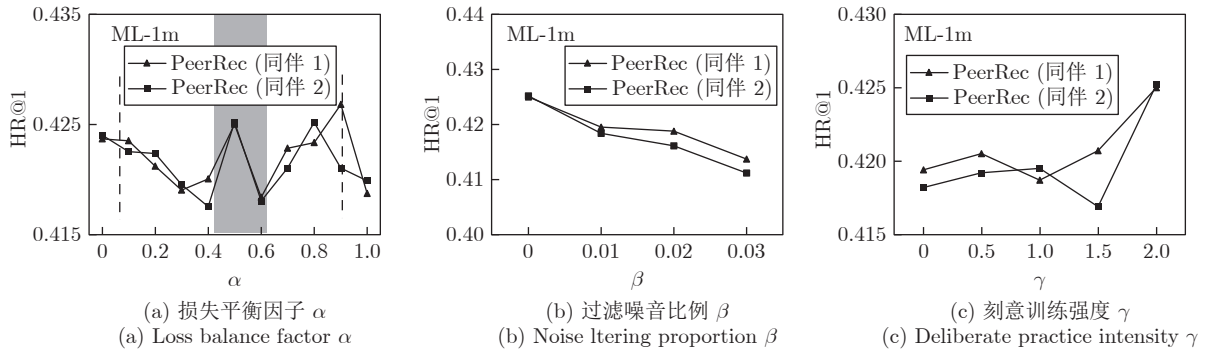 0.435
0.425
0.415
HR@1
ML-1m
PeerRec (同伴 1)
PeerRec (同伴 2)
0 0.2 0.4 0.6 0.8 1.0
α
(a) 损失平衡因子 α
(a) Loss balance factor α
0.44
0.43
0.42
0.41
0.40
HR@1
ML-1m
PeerRec (同伴 1)
PeerRec (同伴 2)
0 0.01 0.02 0.03
β
(b) 过滤噪音比例 β
(b) Noise ltering proportion β
0.430
0.425
0.420
0.415
HR@1
ML-1m
PeerRec (同伴 1)
PeerRec (同伴 2)
0 0.5 1.0 1.5 2.0
γ
(c) 刻意训练强度 γ
(c) Deliberate practice intensity γ